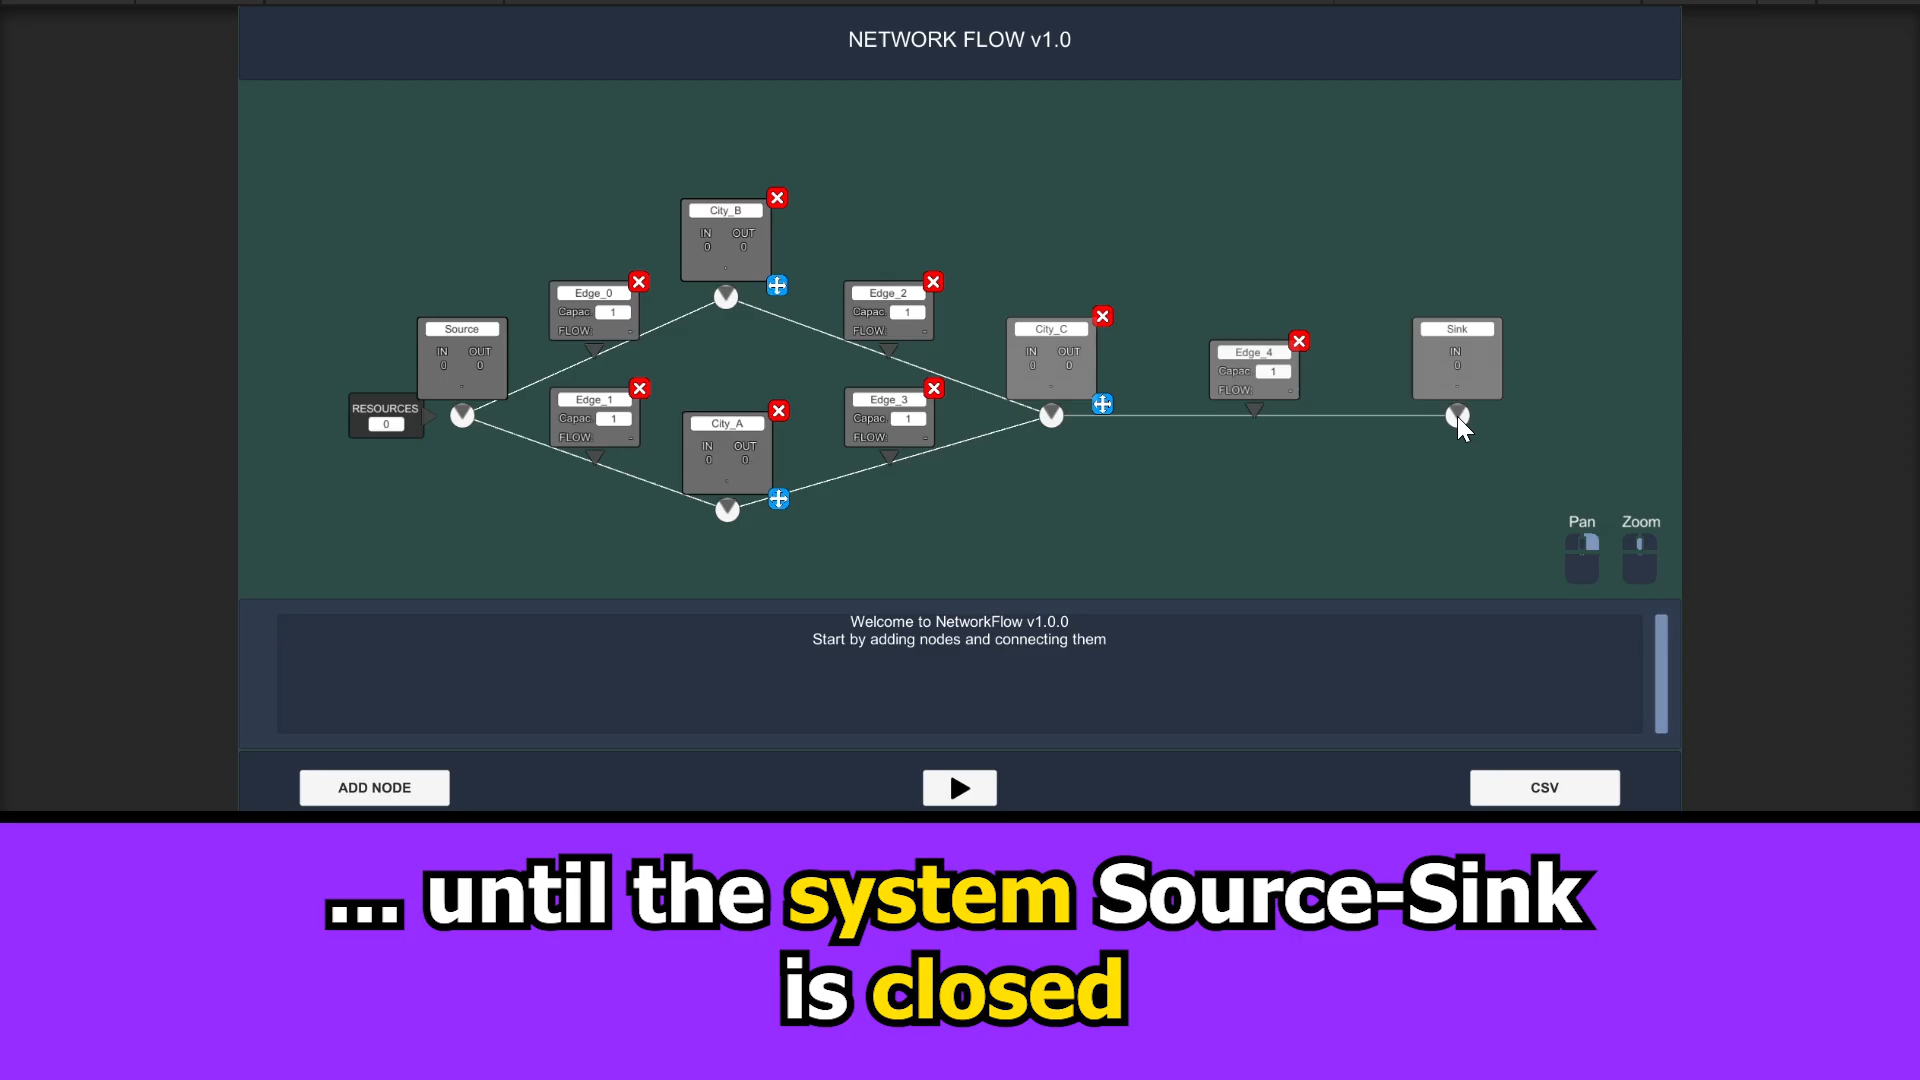 NETWORK FLOW v1.0
City_B
IN OUT
0 0
-
Edge_0
Capac. 1
FLOW: -
Edge_2
Capac. 1
FLOW: -
Source
IN OUT
0 0
-
City_C
IN OUT
0 0
-
Edge_4
Capac. 1
FLOW: -
Sink
IN
0
-
RESOURCES
0
Edge_1
Capac. 1
FLOW: -
City_A
IN OUT
0 0
-
Edge_3
Capac. 1
FLOW: -
Pan Zoom
Welcome to NetworkFlow v1.0.0
Start by adding nodes and connecting them
ADD NODE
CSV
... until the system Source-Sink
is closed